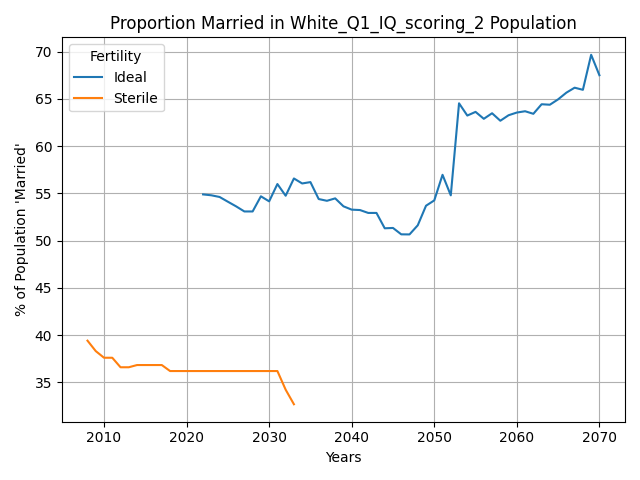 Proportion Married in White_Q1_IQ_scoring_2 Population
Fertility
Ideal
Sterile
% of Population 'Married'
70
65
60
55
50
45
40
35
2010 2020 2030 2040 2050 2060 2070
Years